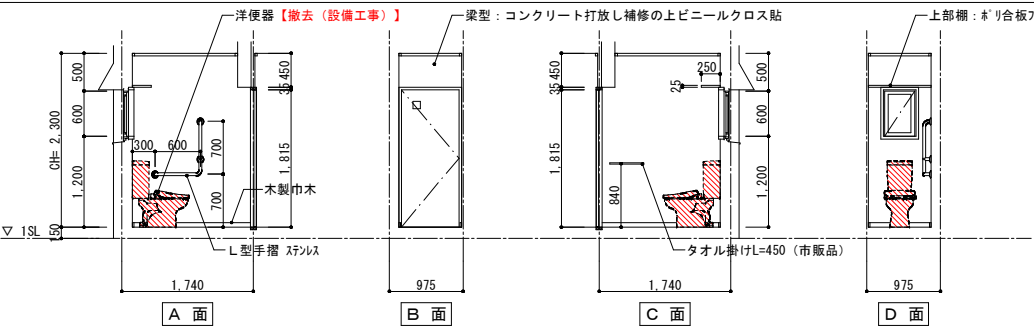 洋便器【撤去（設備工事）】
梁型：コンクリート打放し補修の上ビニールクロス貼
上部棚：ポリ合板フ
500
600
1,200
CH= 2,300
150
▽ 1SL
300
600
700
700
木製巾木
L型手摺 ステンレス
450
35
1,815
1,740
A 面
975
B 面
450
35
1,815
25
250
840
500
600
1,200
タオル掛けL=450（市販品）
1,740
C 面
975
D 面